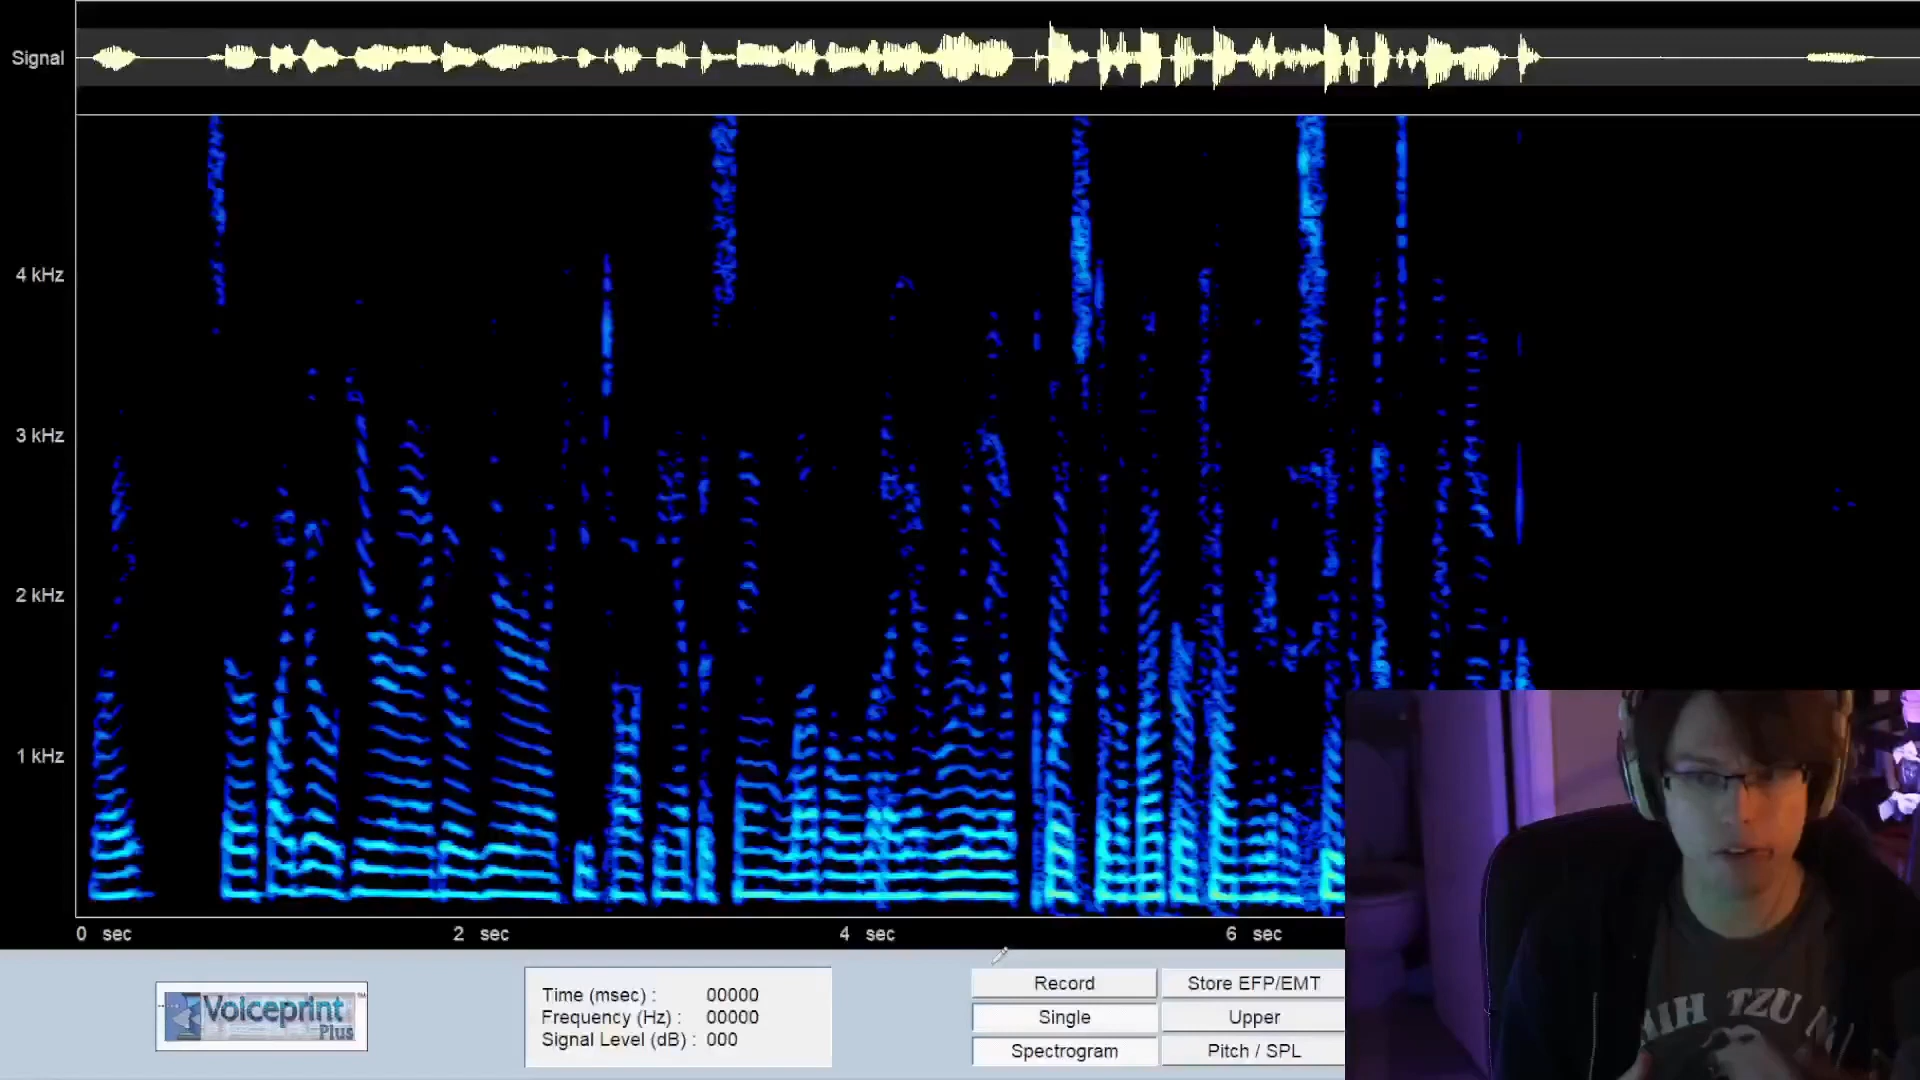 Signal
4 kHz
3 kHz
2 kHz
1 kHz
0 sec 2 sec 4 sec 6 sec
Voiceprint
Plus
Time (msec) : 00000
Frequency (Hz) : 00000
Signal Level (dB) : 000
Record Store EFP/EMT
Single Upper
Spectrogram Pitch / SPL
TZU